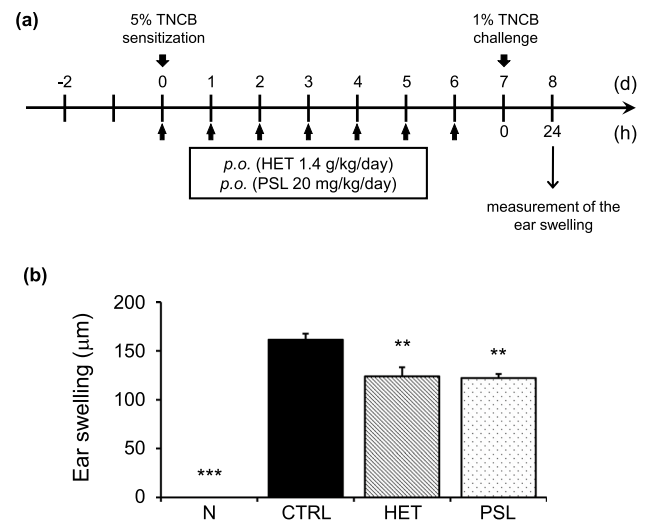 (a)
5% TNCB
sensitization
1% TNCB
challenge
-2 0 1 2 3 4 5 6 7 8 (d)
0 24 (h)
p.o. (HET 1.4 g/kg/day)
p.o. (PSL 20 mg/kg/day)
measurement of the
ear swelling
(b)
Ear swelling (μm)
200
150
100
50
0
***
**
**
N CTRL HET PSL